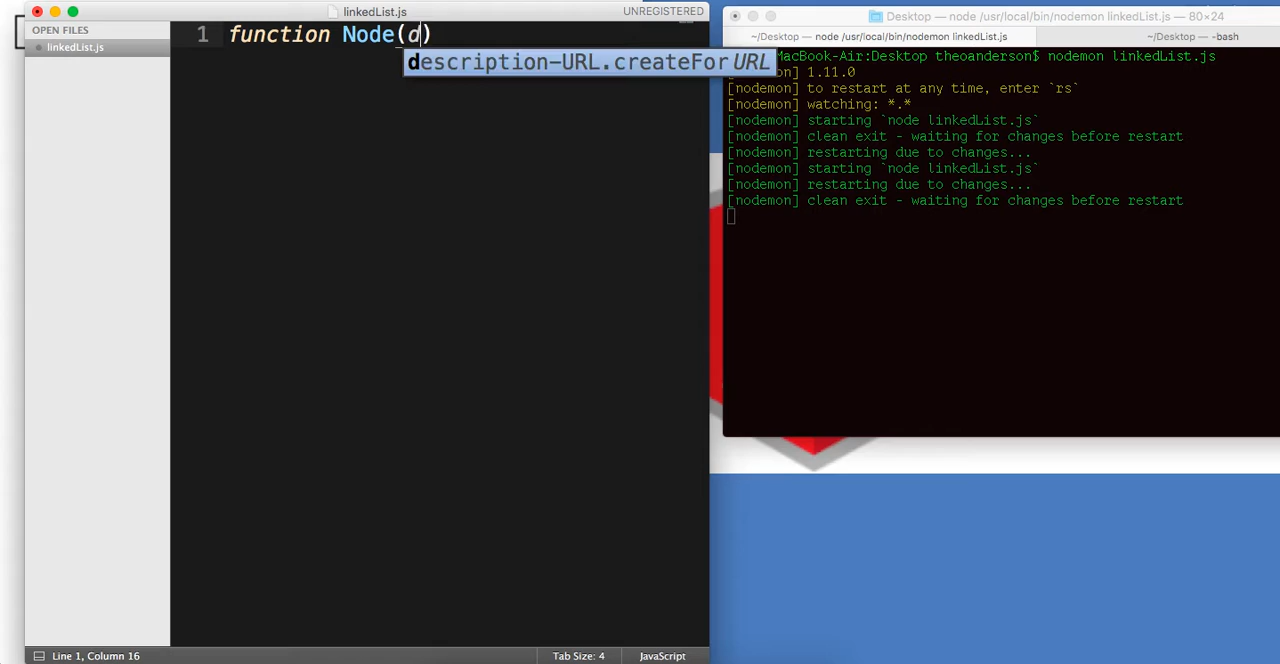 linkedList.js
UNREGISTERED
OPEN FILES
linkedList.js
1 function Node(d)
description-URL.createForURL
Line 1, Column 16
Tab Size: 4
JavaScript
Desktop — node /usr/local/bin/nodemon linkedList.js — 80×24
~/Desktop — node /usr/local/bin/nodemon linkedList.js
~/Desktop — -bash
MacBook-Air:Desktop theoanderson$ nodemon linkedList.js
1.11.0
[nodemon] to restart at any time, enter `rs`
[nodemon] watching: *.*
[nodemon] starting `node linkedList.js`
[nodemon] clean exit - waiting for changes before restart
[nodemon] restarting due to changes...
[nodemon] starting `node linkedList.js`
[nodemon] restarting due to changes...
[nodemon] clean exit - waiting for changes before restart